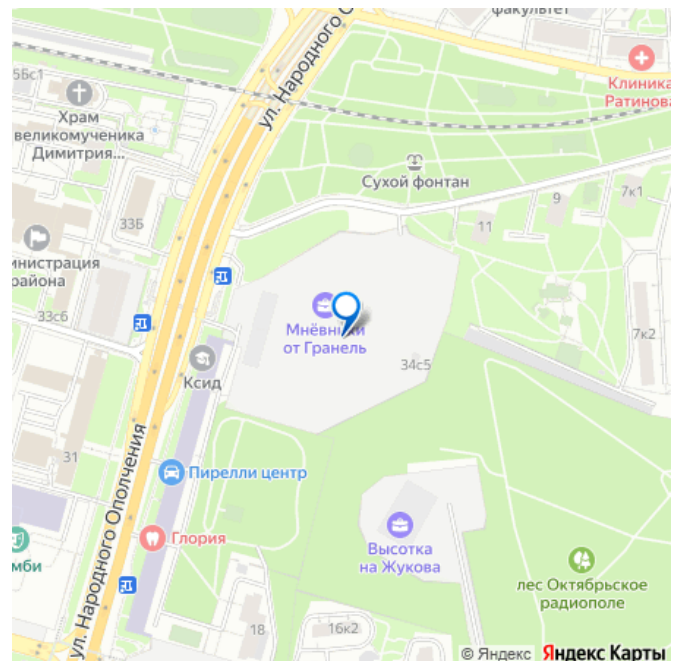 факультет
ул. Народного О
Клиника
Ратинова
55Бс1
Храм
великомученика
Димитрия...
Сухой фонтан
7к1
9
11
33Б
министрация
района
33с6
Мнёвники
от Гранель
7к2
34с5
Ксид
31
Пирелли центр
ул. Народного Ополчения
Глория
Высотка
на Жукова
мби
лес Октябрьское
радиополе
18
16к2
© Яндекс Яндекс Карты